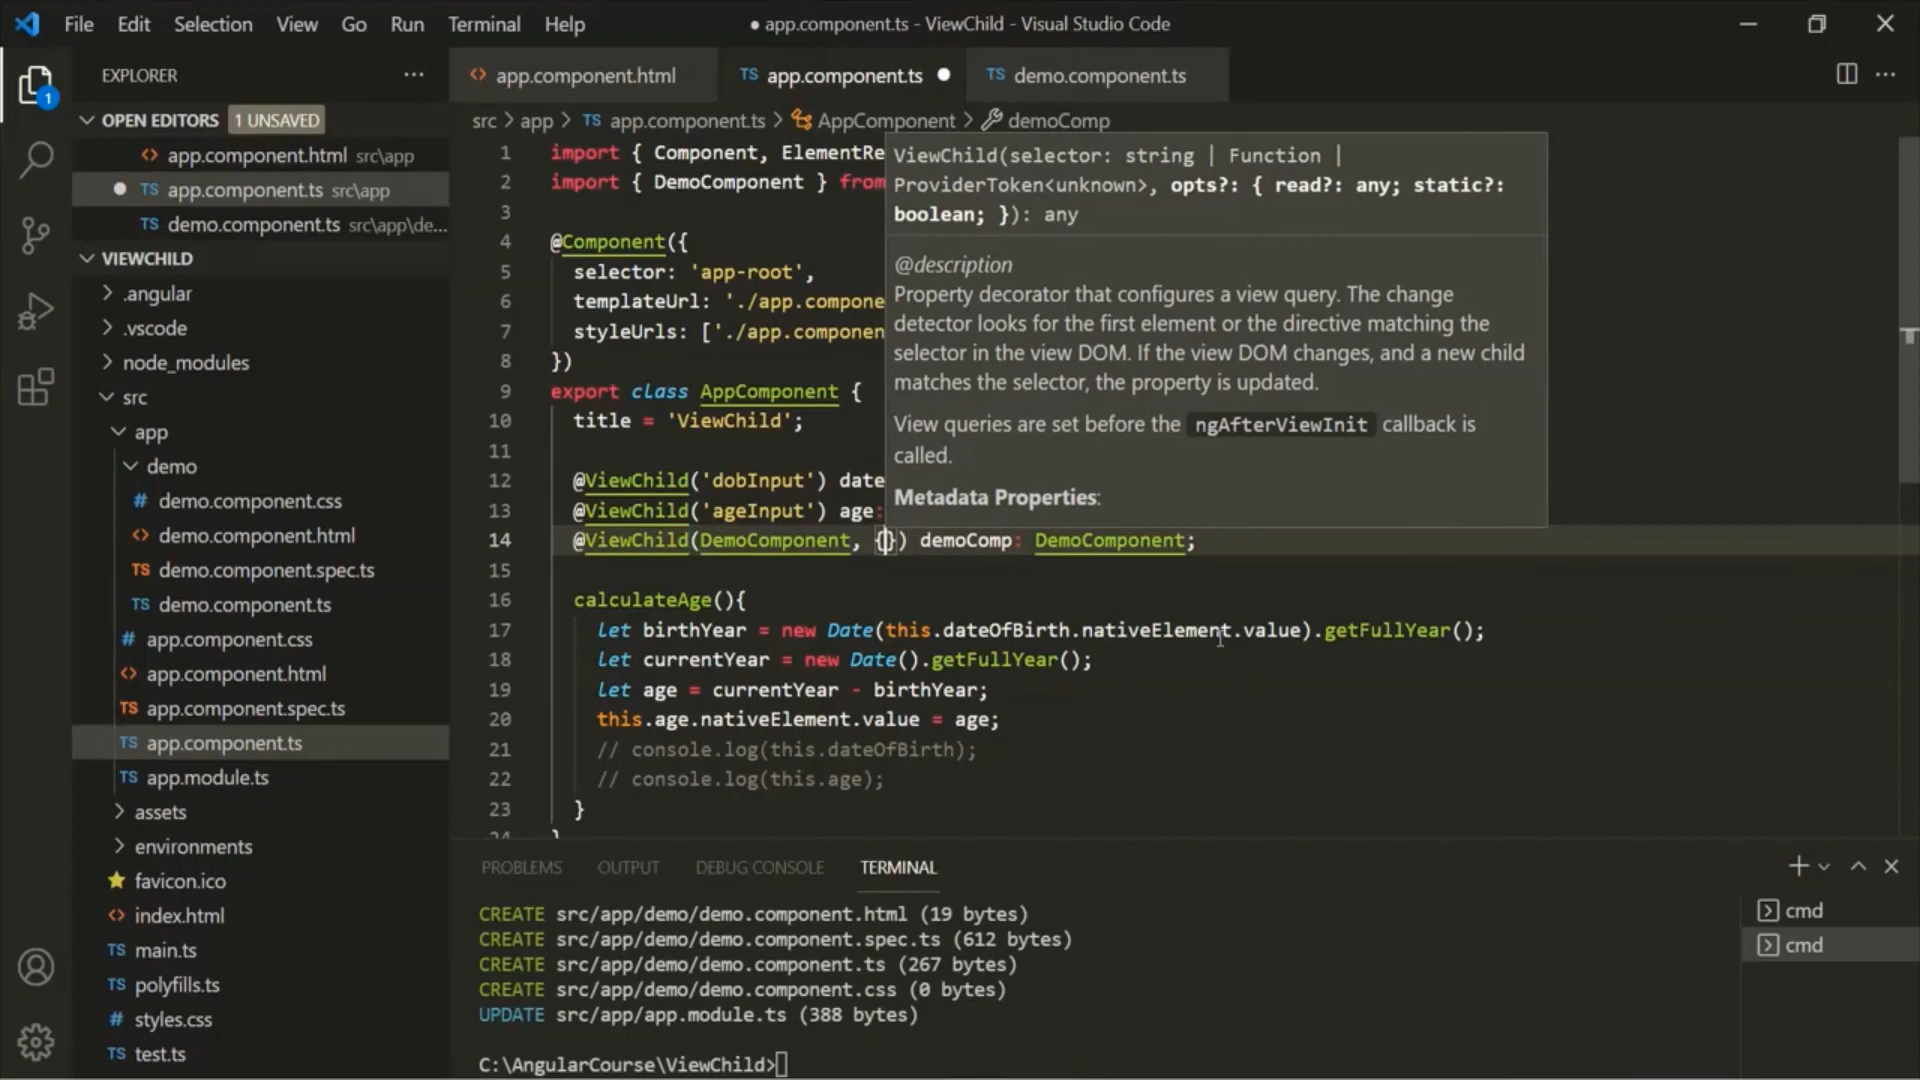 File Edit Selection View Go Run Terminal Help
● app.component.ts - ViewChild - Visual Studio Code
EXPLORER ···
<> app.component.html TS app.component.ts ● TS demo.component.ts
1
OPEN EDITORS 1 UNSAVED
<> app.component.html src\app
● TS app.component.ts src\app
TS demo.component.ts src\app\de...
VIEWCHILD
> .angular
> .vscode
> node_modules
src
app
demo
# demo.component.css
<> demo.component.html
TS demo.component.spec.ts
TS demo.component.ts
# app.component.css
<> app.component.html
TS app.component.spec.ts
TS app.component.ts
TS app.module.ts
> assets
> environments
favicon.ico
<> index.html
TS main.ts
TS polyfills.ts
# styles.css
TS test.ts
src > app > TS app.component.ts > AppComponent > demoComp
1 import { Component, ElementRe
2 import { DemoComponent } from
3
4 @Component({
5 selector: 'app-root',
6 templateUrl: './app.compone
7 styleUrls: ['./app.componen
8 })
9 export class AppComponent {
10 title = 'ViewChild';
11
12 @ViewChild('dobInput') date
13 @ViewChild('ageInput') age:
14 @ViewChild(DemoComponent, {}) demoComp: DemoComponent;
15
16 calculateAge(){
17 let birthYear = new Date(this.dateOfBirth.nativeElement.value).getFullYear();
18 let currentYear = new Date().getFullYear();
19 let age = currentYear - birthYear;
20 this.age.nativeElement.value = age;
21 // console.log(this.dateOfBirth);
22 // console.log(this.age);
23 }
ViewChild(selector: string | Function |
ProviderToken<unknown>, opts?: { read?: any; static?:
boolean; }): any
@description
Property decorator that configures a view query. The change
detector looks for the first element or the directive matching the
selector in the view DOM. If the view DOM changes, and a new child
matches the selector, the property is updated.
View queries are set before the ngAfterViewInit callback is
called.
Metadata Properties:
PROBLEMS OUTPUT DEBUG CONSOLE TERMINAL
CREATE src/app/demo/demo.component.html (19 bytes)
CREATE src/app/demo/demo.component.spec.ts (612 bytes)
CREATE src/app/demo/demo.component.ts (267 bytes)
CREATE src/app/demo/demo.component.css (0 bytes)
UPDATE src/app/app.module.ts (388 bytes)
C:\AngularCourse\ViewChild>
cmd
cmd